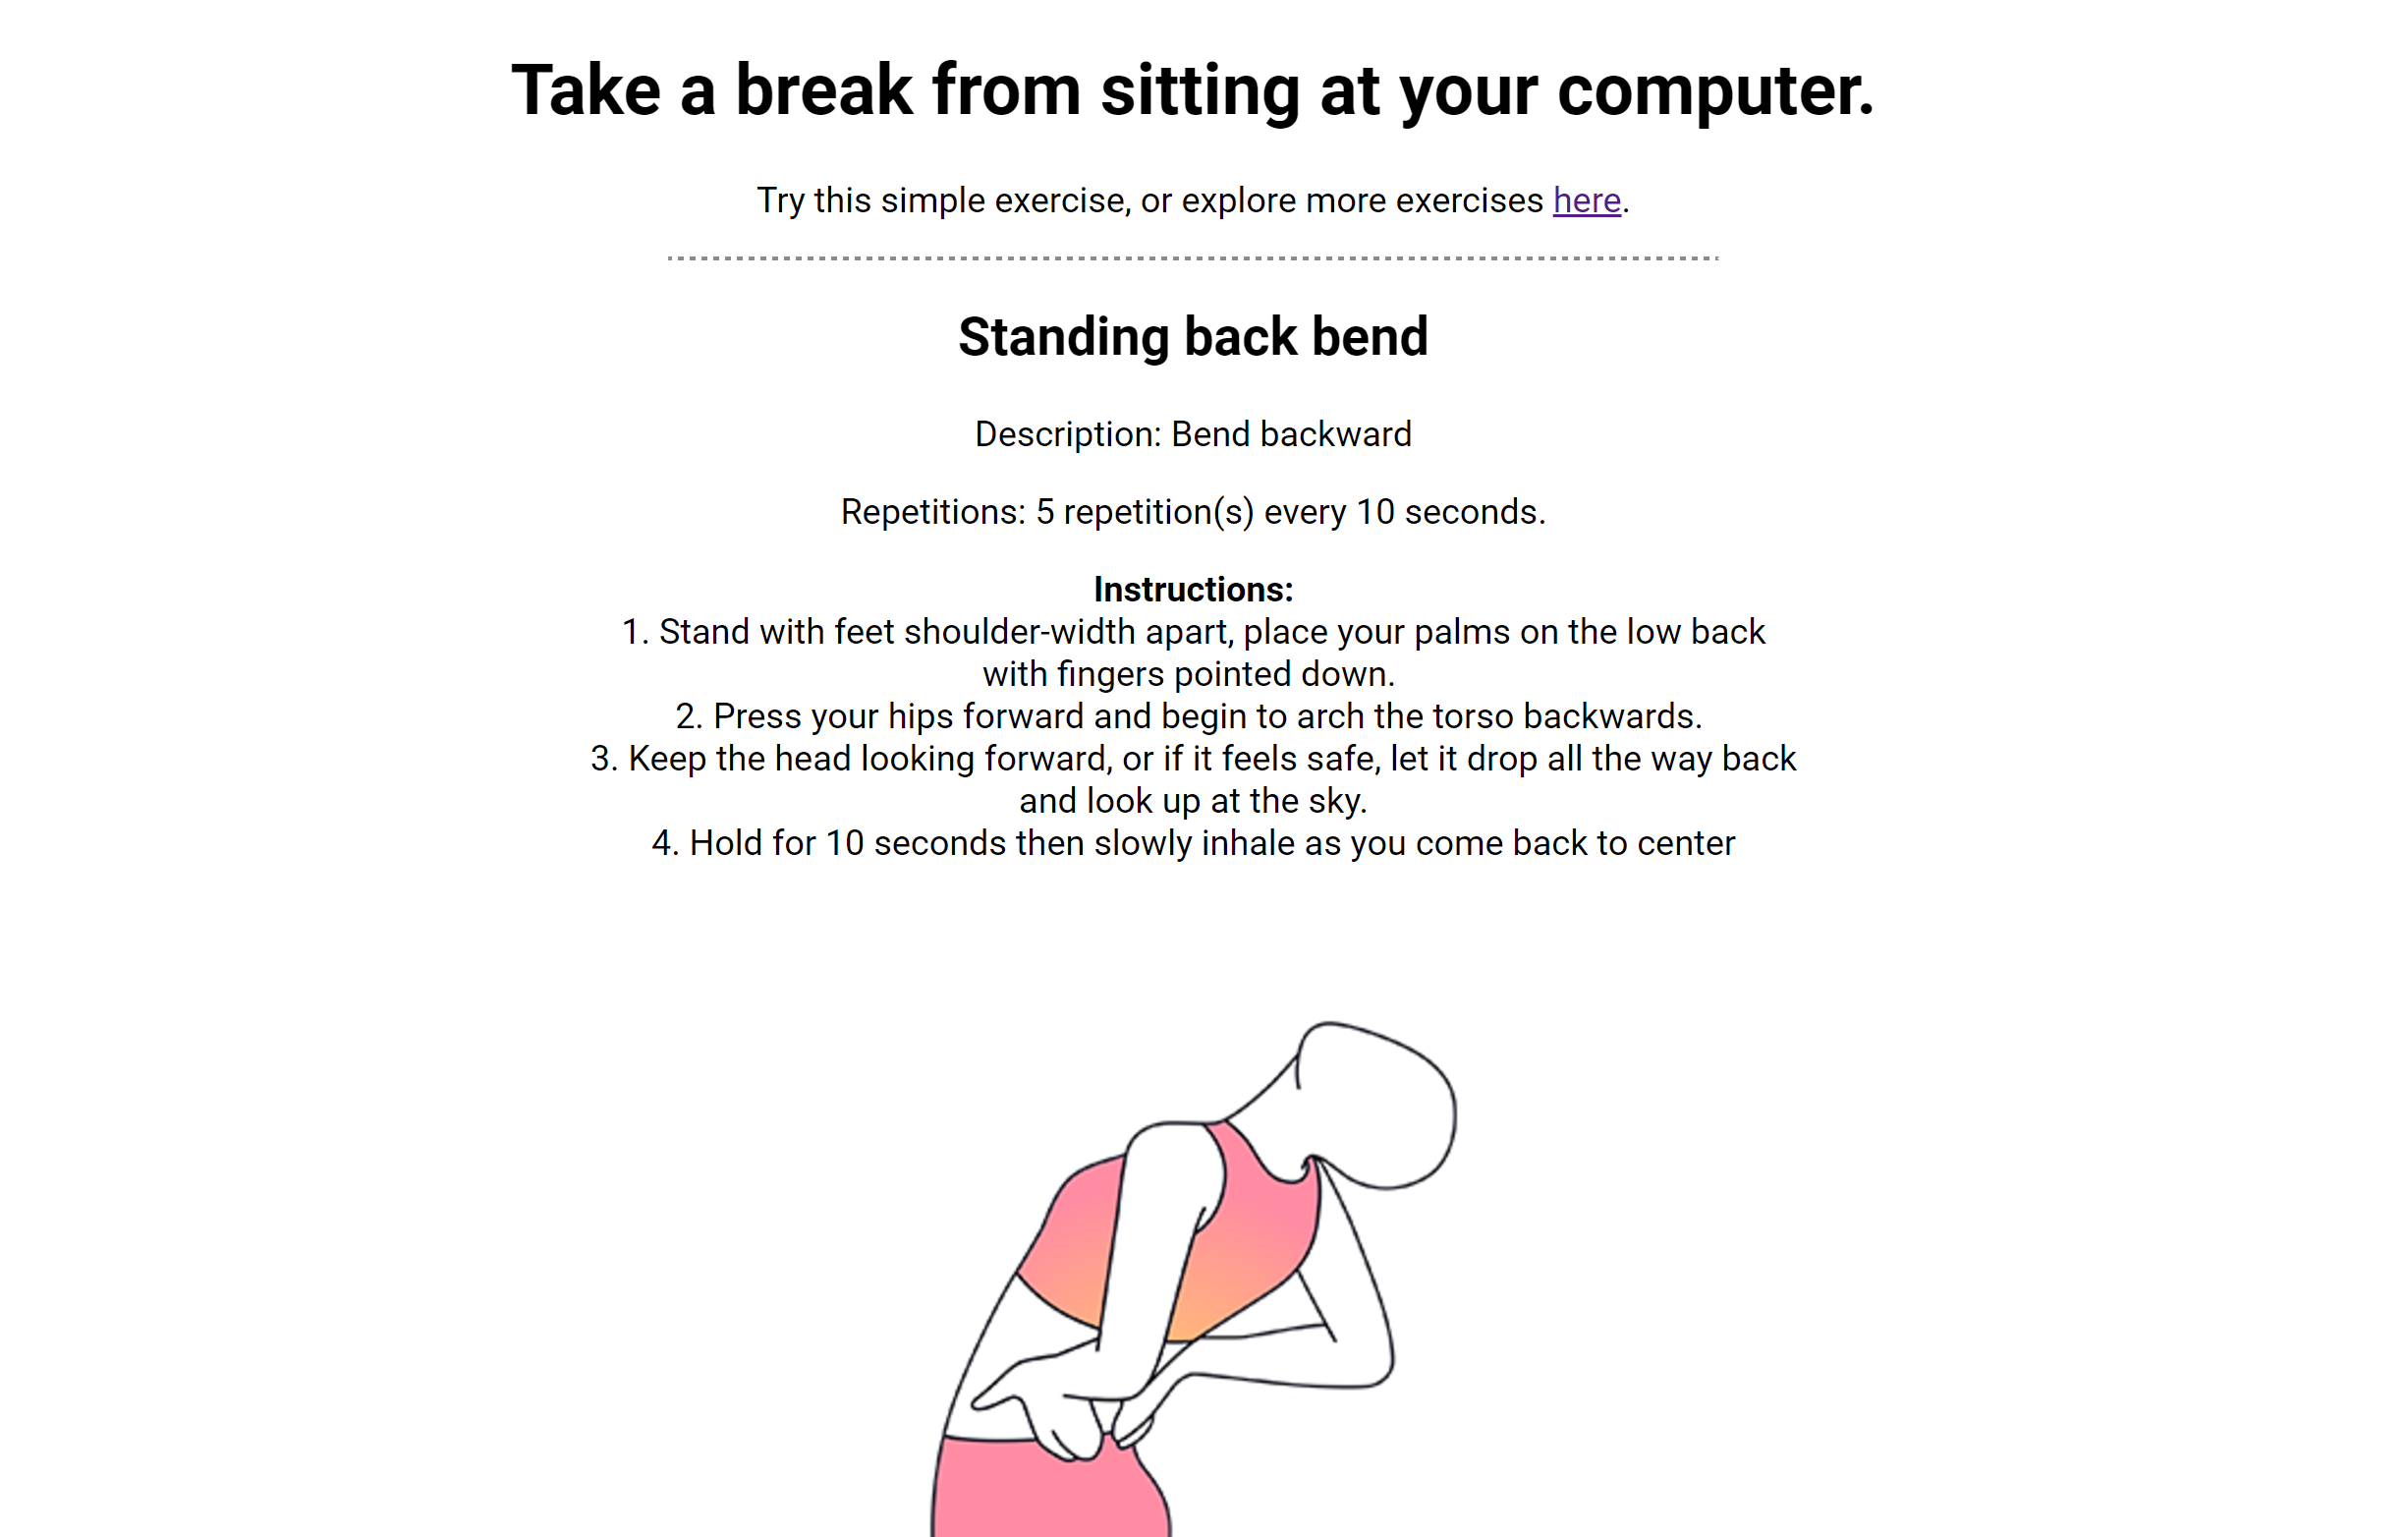 Take a break from sitting at your computer.
Try this simple exercise, or explore more exercises here.
Standing back bend
Description: Bend backward
Repetitions: 5 repetition(s) every 10 seconds.
Instructions:
1. Stand with feet shoulder-width apart, place your palms on the low back
with fingers pointed down.
2. Press your hips forward and begin to arch the torso backwards.
3. Keep the head looking forward, or if it feels safe, let it drop all the way back
and look up at the sky.
4. Hold for 10 seconds then slowly inhale as you come back to center